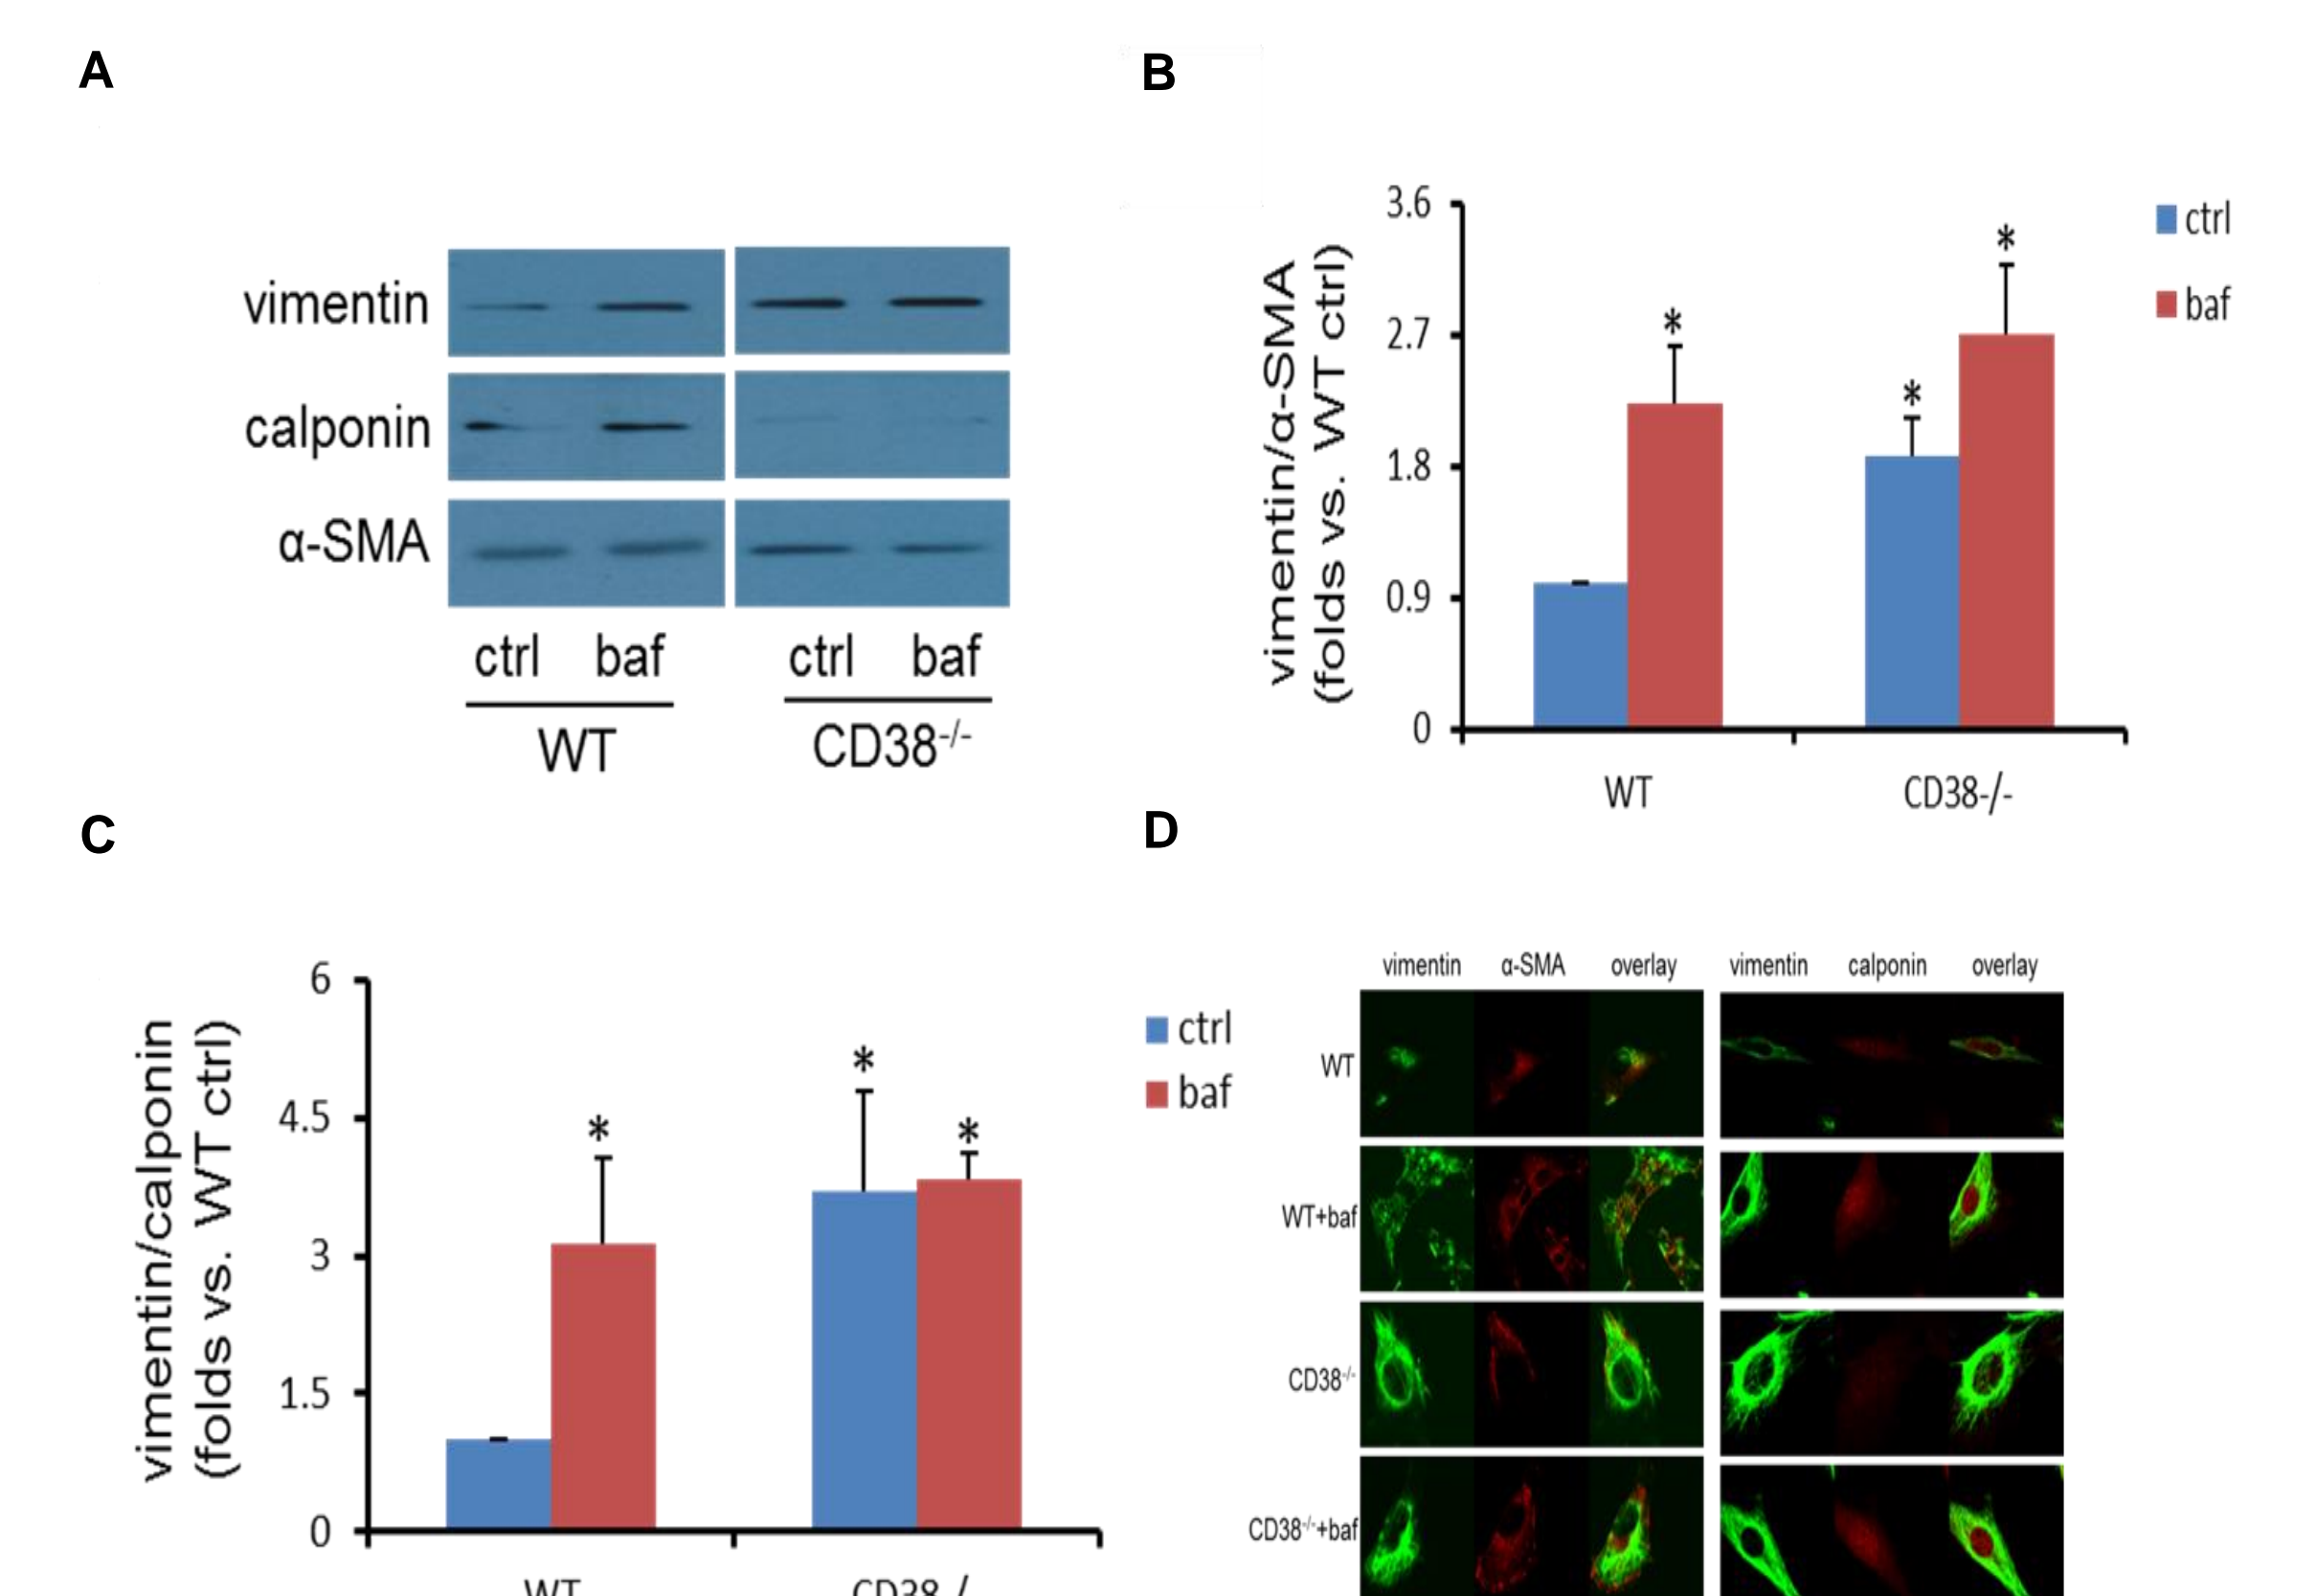 A
vimentin
calponin
α-SMA
ctrl baf ctrl baf
WT CD38-/-
B
vimentin/α-SMA
(folds vs. WT ctrl)
3.6
2.7
1.8
0.9
0
WT CD38-/-
*
*
*
ctrl
baf
C
vimentin/calponin
(folds vs. WT ctrl)
6
4.5
3
1.5
0
*
*
*
WT CD38-/
ctrl
baf
D
vimentin α-SMA overlay vimentin calponin overlay
WT
WT+baf
CD38-/-
CD38-/-+baf